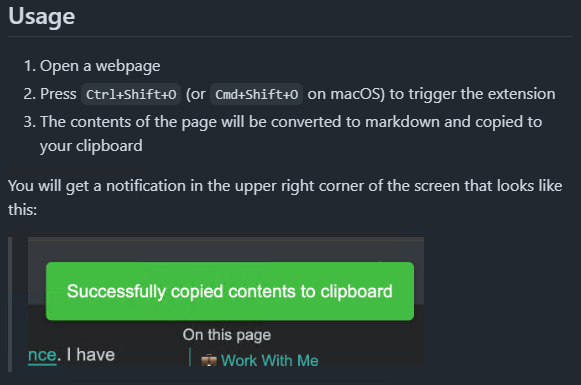 Usage
1. Open a webpage
2. Press Ctrl+Shift+O (or Cmd+Shift+O on macOS) to trigger the extension
3. The contents of the page will be converted to markdown and copied to
your clipboard
You will get a notification in the upper right corner of the screen that looks like
this:
Successfully copied contents to clipboard
On this page
nce. I have
💼 Work With Me